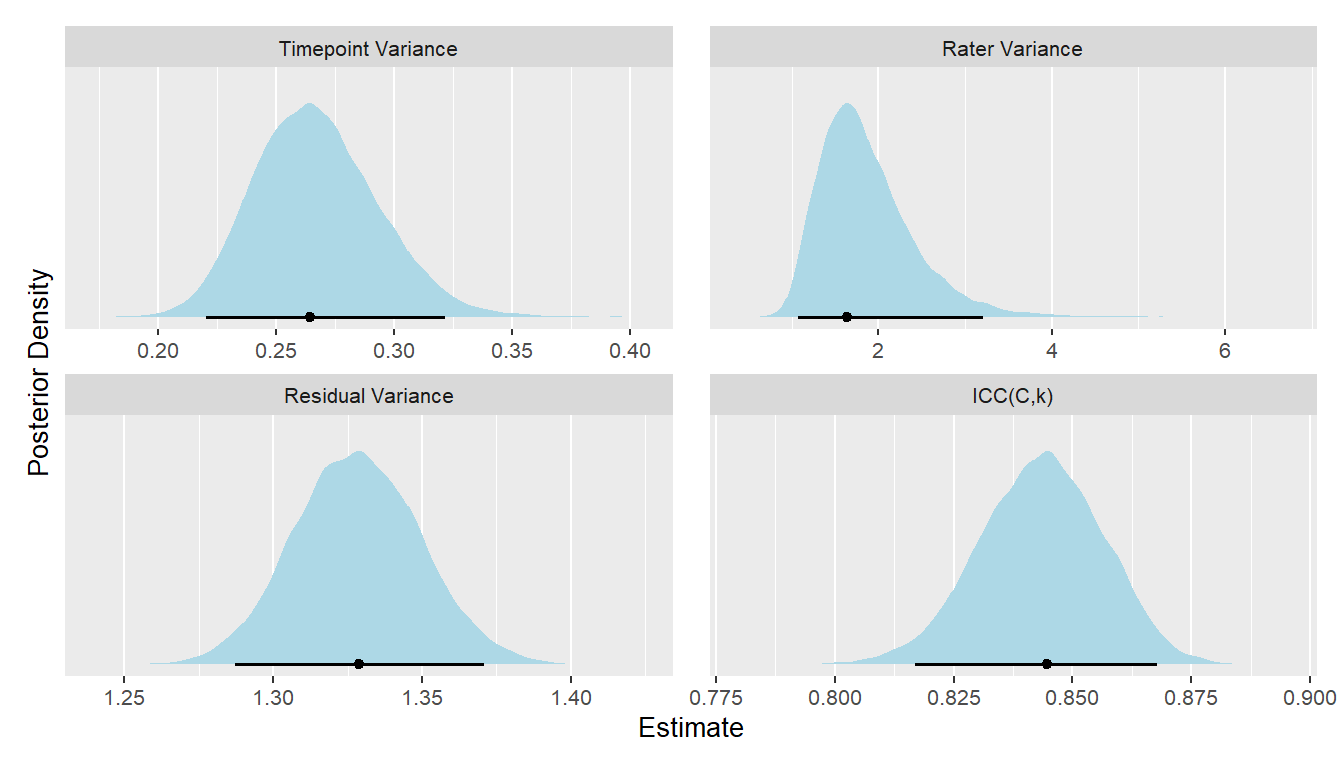 Timepoint Variance
Rater Variance
0.20 0.25 0.30 0.35 0.40
2 4 6
Residual Variance
ICC(C,k)
1.25 1.30 1.35 1.40
0.775 0.800 0.825 0.850 0.875 0.900
Posterior Density
Estimate